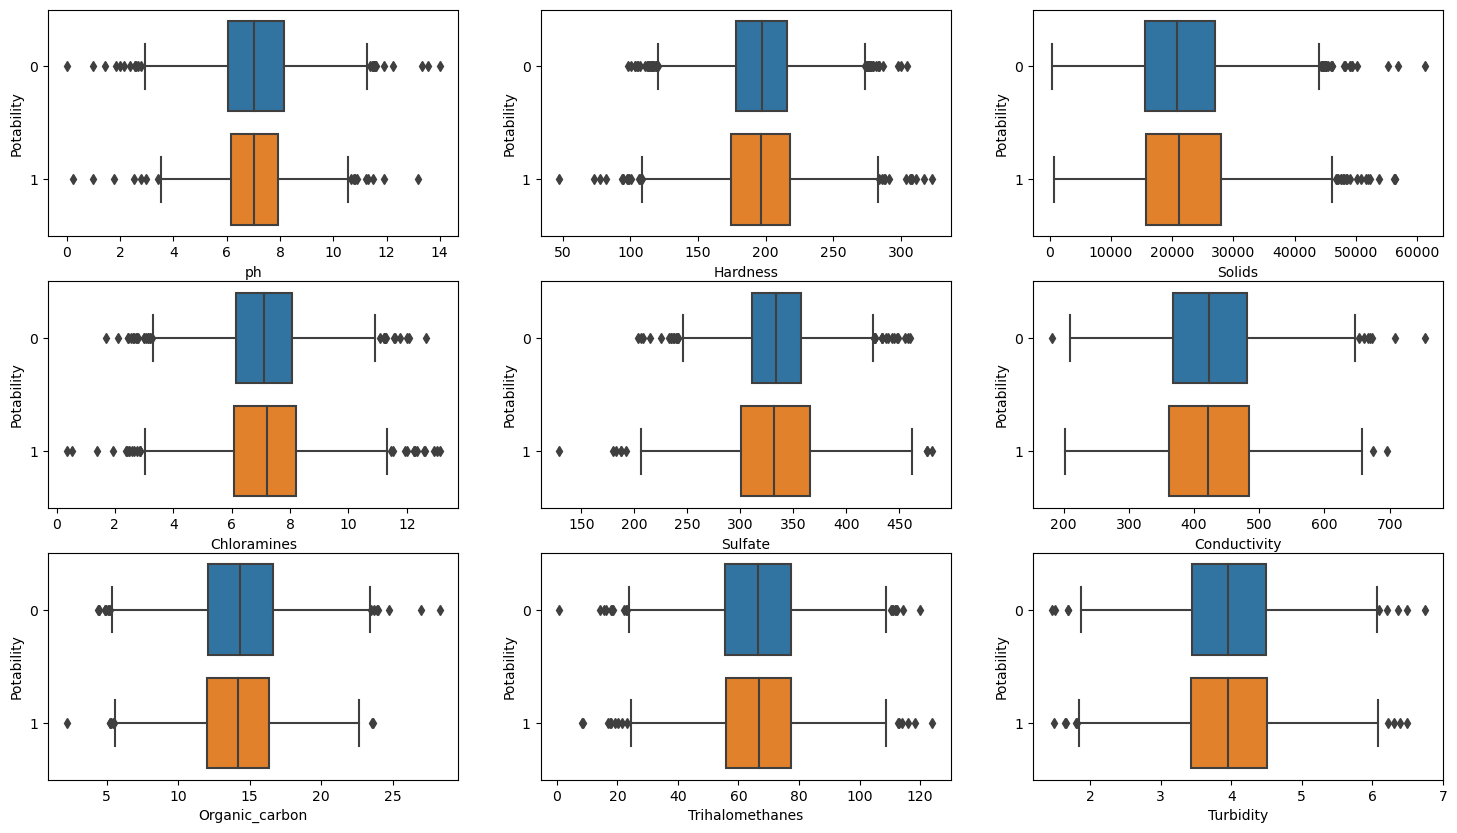 Potability
0
1
0 2 4 6 8 10 12 14
ph
Potability
0
1
50 100 150 200 250 300
Hardness
Potability
0
1
0 10000 20000 30000 40000 50000 60000
Solids
Potability
0
1
0 2 4 6 8 10 12
Chloramines
Potability
0
1
150 200 250 300 350 400 450
Sulfate
Potability
0
1
200 300 400 500 600 700
Conductivity
Potability
0
1
5 10 15 20 25
Organic_carbon
Potability
0
1
0 20 40 60 80 100 120
Trihalomethanes
Potability
0
1
2 3 4 5 6 7
Turbidity